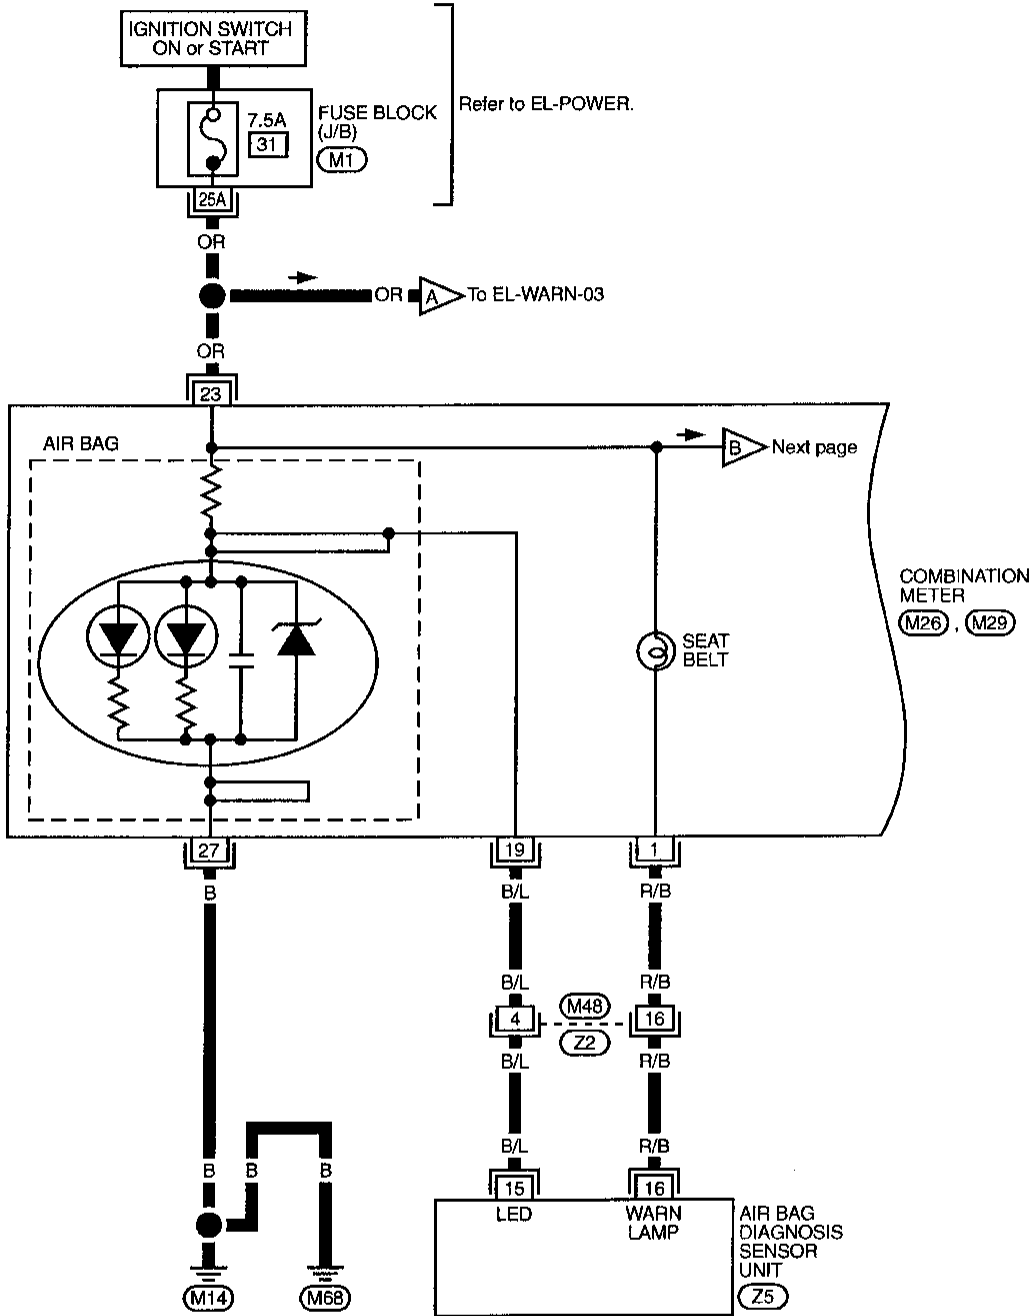 IGNITION SWITCH
ON or START
7.5A
31
FUSE BLOCK
(J/B)
M1
Refer to EL-POWER.
25A
OR
OR
A
To EL-WARN-03
OR
23
AIR BAG
B
Next page
COMBINATION
METER
M26 , M29
SEAT
BELT
27
19
1
B
B/L
R/B
B/L
R/B
4
M48
16
Z2
B/L
R/B
B/L
R/B
B
B
B
15
16
LED
WARN
LAMP
AIR BAG
DIAGNOSIS
SENSOR
UNIT
Z5
M14
M68